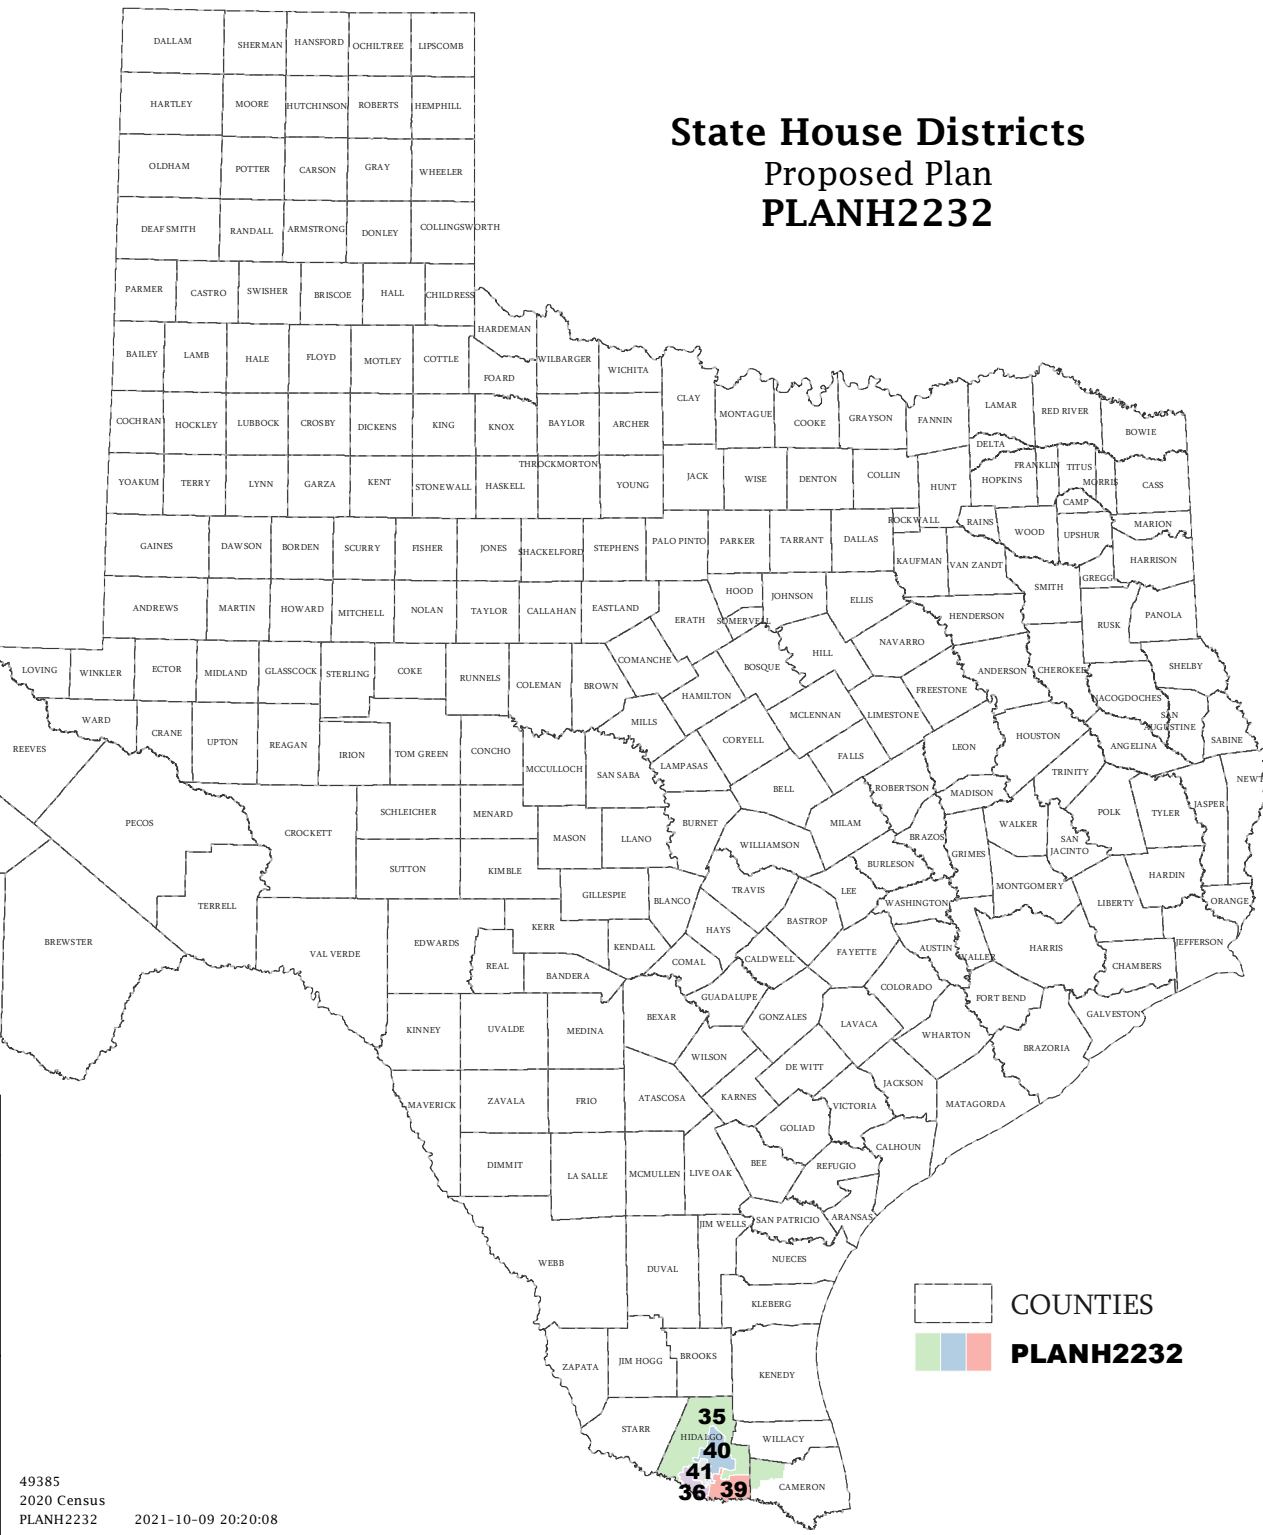 State House Districts
Proposed Plan
PLANH2232
DALLAM SHERMAN HANSFORD OCHILTREE LIPSCOMB
HARTLEY MOORE HUTCHINSON ROBERTS HEMPHILL
OLDHAM POTTER CARSON GRAY WHEELER
DEAF SMITH RANDALL ARMSTRONG DONLEY COLLINGSWORTH
PARMER CASTRO SWISHER BRISCOE HALL CHILDRESS
HARDEMAN
BAILEY LAMB HALE FLOYD MOTLEY COTTLE WILBARGER
FOARD WICHITA
CLAY MONTAGUE COOKE GRAYSON FANNIN LAMAR RED RIVER BOWIE
COCHRAN HOCKLEY LUBBOCK CROSBY DICKENS KING KNOX BAYLOR ARCHER
DELTA
THROCKMORTON FRANKLIN TITUS
YOAKUM TERRY LYNN GARZA KENT STONEWALL HASKELL YOUNG JACK WISE DENTON COLLIN HUNT HOPKINS MORRIS CASS
CAMP
ROCKWALL RAINS WOOD UPSHUR MARION
GAINES DAWSON BORDEN SCURRY FISHER JONES SHACKELFORD STEPHENS PALO PINTO PARKER TARRANT DALLAS
KAUFMAN VAN ZANDT HARRISON
SMITH GREGG
ANDREWS MARTIN HOWARD MITCHELL NOLAN TAYLOR CALLAHAN EASTLAND ERATH HOOD JOHNSON ELLIS
SOMERVELL HENDERSON RUSK PANOLA
NAVARRO
LOVING WINKLER ECTOR MIDLAND GLASSCOCK STERLING COKE RUNNELS COLEMAN BROWN COMANCHE BOSQUE HILL ANDERSON CHEROKEE SHELBY
HAMILTON FREESTONE NACOGDOCHES
WARD CRANE MILLS MCLENNAN LIMESTONE SAN
AUGUSTINE
REEVES UPTON REAGAN IRION TOM GREEN CONCHO CORYELL FALLS LEON HOUSTON ANGELINA SABINE
MCCULLOCH SAN SABA LAMPASAS TRINITY NEWT
BELL ROBERTSON MADISON
PECOS CROCKETT SCHLEICHER MENARD BURNET MILAM WALKER POLK TYLER JASPER
MASON LLANO WILLIAMSON BRAZOS SAN
JACINTO
SUTTON KIMBLE GRIMES
BURLESON HARDIN
TERRELL GILLESPIE BLANCO TRAVIS LEE WASHINGTON MONTGOMERY LIBERTY ORANGE
BREWSTER VAL VERDE EDWARDS KERR KENDALL HAYS BASTROP
REAL BANDERA COMAL CALDWELL FAYETTE AUSTIN WALLER HARRIS CHAMBERS JEFFERSON
GUADALUPE COLORADO FORT BEND GALVESTON
KINNEY UVALDE MEDINA BEXAR GONZALES LAVACA WHARTON BRAZORIA
WILSON DE WITT
MAVERICK ZAVALA FRIO ATASCOSA KARNES JACKSON MATAGORDA
VICTORIA
GOLIAD CALHOUN
DIMMIT LA SALLE MCMULLEN LIVE OAK BEE REFUGIO
JIM WELLS SAN PATRICIO ARANSAS
WEBB DUVAL NUECES
KLEBERG
ZAPATA JIM HOGG BROOKS KENEDY
STARR HIDALGO WILLACY
CAMERON
35
40
41
36 39
COUNTIES
PLANH2232
49385
2020 Census
PLANH2232 2021-10-09 20:20:08